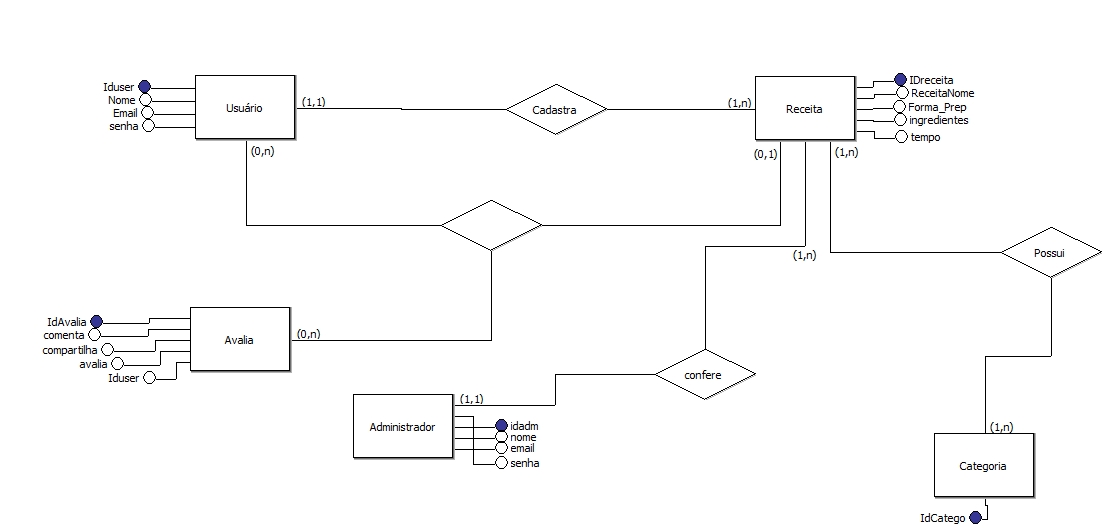 Iduser
Nome
Email
senha
Usuário
(1,1)
Cadastra
(1,n)
Receita
IDreceita
ReceitaNome
Forma_Prep
ingredientes
tempo
(0,n)
(0,1)
(1,n)
(1,n)
Possui
IdAvalia
comenta
compartilha
avalia
Iduser
Avalia
(0,n)
confere
(1,1)
Administrador
idadm
nome
email
senha
(1,n)
Categoria
IdCatego